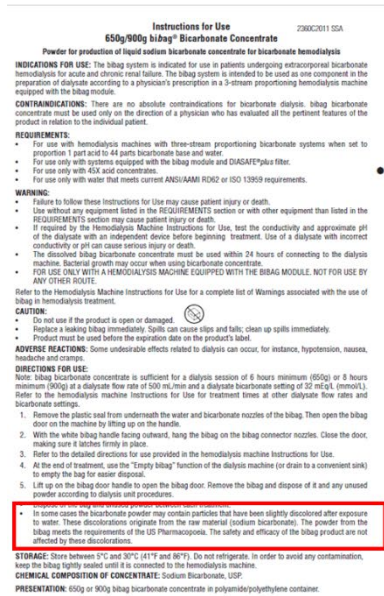 Instructions for Use
2360C2011 SSA
650g/900g bibag® Bicarbonate Concentrate
Powder for production of liquid sodium bicarbonate concentrate for bicarbonate hemodialysis
INDICATIONS FOR USE: The bibag system is indicated for use in patients undergoing extracorporeal bicarbonate
hemodialysis for acute and chronic renal failure. The bibag system is intended to be used as one component in the
preparation of dialysate according to a physician's prescription in a 3-stream proportioning hemodialysis machine
equipped with the bibag module.
CONTRAINDICATIONS: There are no absolute contraindications for bicarbonate dialysis. bibag bicarbonate
concentrate must be used only on the direction of a physician who has evaluated all the pertinent features of the
product in relation to the individual patient.
REQUIREMENTS:
• For use with hemodialysis machines with three-stream proportioning bicarbonate systems when set to
proportion 1 part acid to 44 parts bicarbonate base and water.
• For use only with systems equipped with the bibag module and DIASAFE®plus filter.
• For use only with 45X acid concentrates.
• For use only with water that meets current ANSI/AAMI RD62 or ISO 13959 requirements.
WARNING:
• Failure to follow these Instructions for Use may cause patient injury or death.
• Use without any equipment listed in the REQUIREMENTS section or with other equipment than listed in the
REQUIREMENTS section may cause patient injury or death.
• If required by the Hemodialysis Machine Instructions for Use, test the conductivity and approximate pH
of the dialysate with an independent device before beginning treatment. Use of a dialysate with incorrect
conductivity or pH can cause serious injury or death.
• The dissolved bibag bicarbonate concentrate must be used within 24 hours of connecting to the dialysis
machine. Bacterial growth may occur when using bicarbonate concentrate.
• FOR USE ONLY WITH A HEMODIALYSIS MACHINE EQUIPPED WITH THE BIBAG MODULE. NOT FOR USE BY
ANY OTHER ROUTE.
Refer to the Hemodialysis Machine Instructions for Use for a complete list of Warnings associated with the use of
bibag in hemodialysis treatment.
CAUTION:
• Do not use if the product is open or damaged.
• Replace a leaking bibag immediately. Spills can cause slips and falls; clean up spills immediately.
• Product must be used before the expiration date on the product's label.
ADVERSE REACTIONS: Some undesirable effects related to dialysis can occur, for instance, hypotension, nausea,
headache and cramps.
DIRECTIONS FOR USE:
Note: bibag bicarbonate concentrate is sufficient for a dialysis session of 6 hours minimum (650g) or 8 hours
minimum (900g) at a dialysate flow rate of 500 mL/min and a dialysate bicarbonate setting of 32 mEq/L (mmol/L).
Refer to the hemodialysis machine Instructions for Use for treatment times at other dialysate flow rates and
bicarbonate settings.
1. Remove the plastic seal from underneath the water and bicarbonate nozzles of the bibag. Then open the bibag
door on the machine by lifting up on the handle.
2. With the white bibag handle facing outward, hang the bibag on the bibag connector nozzles. Close the door,
making sure it latches firmly in place.
3. Refer to the detailed directions for use provided in the hemodialysis machine Instructions for Use.
4. At the end of treatment, use the "Empty bibag" function of the dialysis machine (or drain to a convenient sink)
to empty the bag for easier disposal.
5. Lift up on the bibag door handle to open the bibag door. Remove the bibag and dispose of it and any unused
powder according to dialysis unit procedures.
• Dispose of the bag and unused powder between each treatment.
• In some cases the bicarbonate powder may contain particles that have been slightly discolored after exposure
to water. These discolorations originate from the raw material (sodium bicarbonate). The powder from the
bibag meets the requirements of the US Pharmacopoeia. The safety and efficacy of the bibag product are not
affected by these discolorations.
STORAGE: Store between 5°C and 30°C (41°F and 86°F). Do not refrigerate. In order to avoid any contamination,
keep the bibag tightly sealed until it is connected to the hemodialysis machine.
CHEMICAL COMPOSITION OF CONCENTRATE: Sodium Bicarbonate, USP.
PRESENTATION: 650g or 900g bibag bicarbonate concentrate in polyamide/polyethylene container.